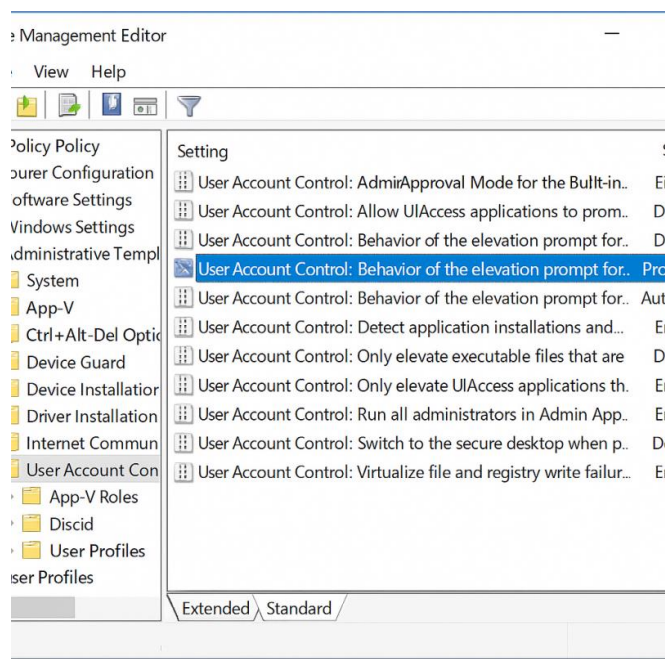 e Management Editor
View Help
Policy Policy
ourer Configuration
oftware Settings
Windows Settings
dministrative Templ
System
App-V
Ctrl+Alt-Del Optio
Device Guard
Device Installation
Driver Installation
Internet Commun
User Account Con
App-V Roles
Discid
User Profiles
ser Profiles
Setting S
User Account Control: AdmirApproval Mode for the Built-in.. Ei
User Account Control: Allow UIAccess applications to prom.. D
User Account Control: Behavior of the elevation prompt for.. D
User Account Control: Behavior of the elevation prompt for.. Pro
User Account Control: Behavior of the elevation prompt for.. Aut
User Account Control: Detect application installations and... Er
User Account Control: Only elevate executable files that are D
User Account Control: Only elevate UIAccess applications th. Er
User Account Control: Run all administrators in Admin App.. Er
User Account Control: Switch to the secure desktop when p.. De
User Account Control: Virtualize file and registry write failur... Er
Extended Standard